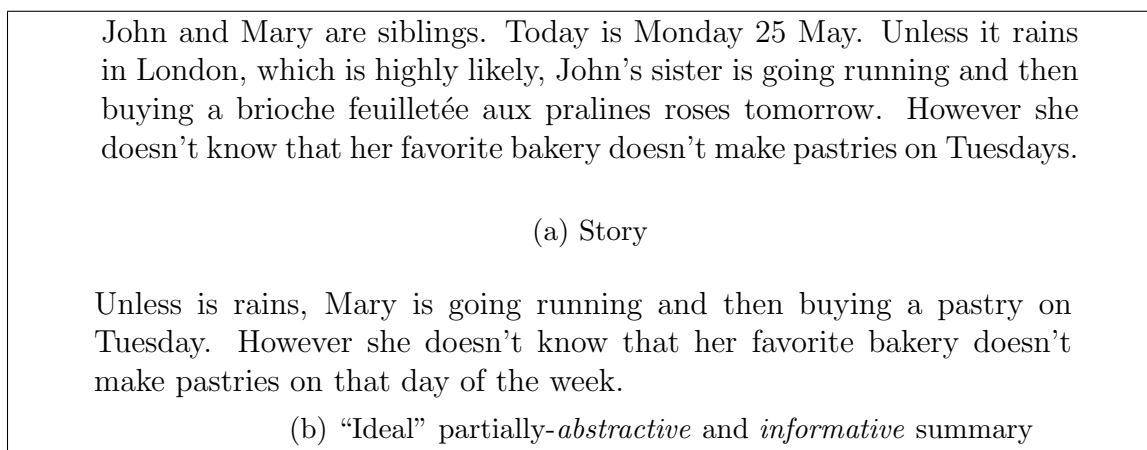 John and Mary are siblings. Today is Monday 25 May. Unless it rains
in London, which is highly likely, John's sister is going running and then
buying a brioche feuilletée aux pralines roses tomorrow. However she
doesn't know that her favorite bakery doesn't make pastries on Tuesdays.
(a) Story
Unless is rains, Mary is going running and then buying a pastry on
Tuesday. However she doesn't know that her favorite bakery doesn't
make pastries on that day of the week.
(b) “Ideal” partially-abstractive and informative summary